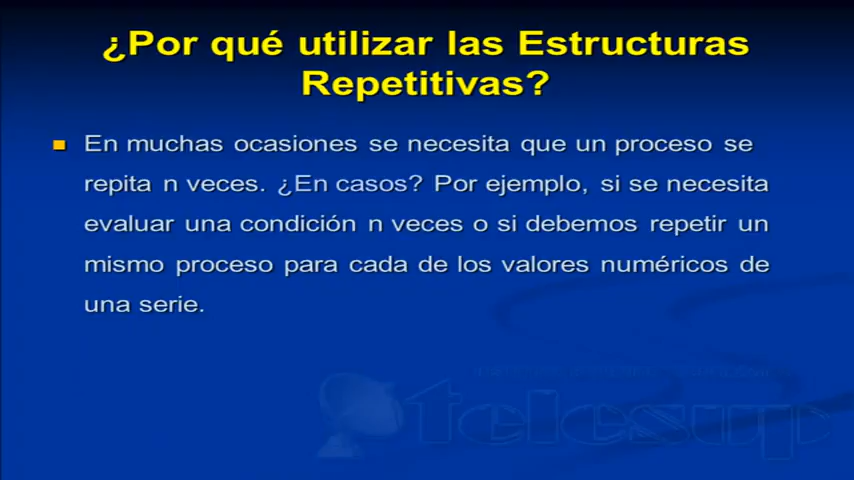 ¿Por qué utilizar las Estructuras
Repetitivas?
En muchas ocasiones se necesita que un proceso se
repita n veces. ¿En casos? Por ejemplo, si se necesita
evaluar una condición n veces o si debemos repetir un
mismo proceso para cada de los valores numéricos de
una serie.
telesup